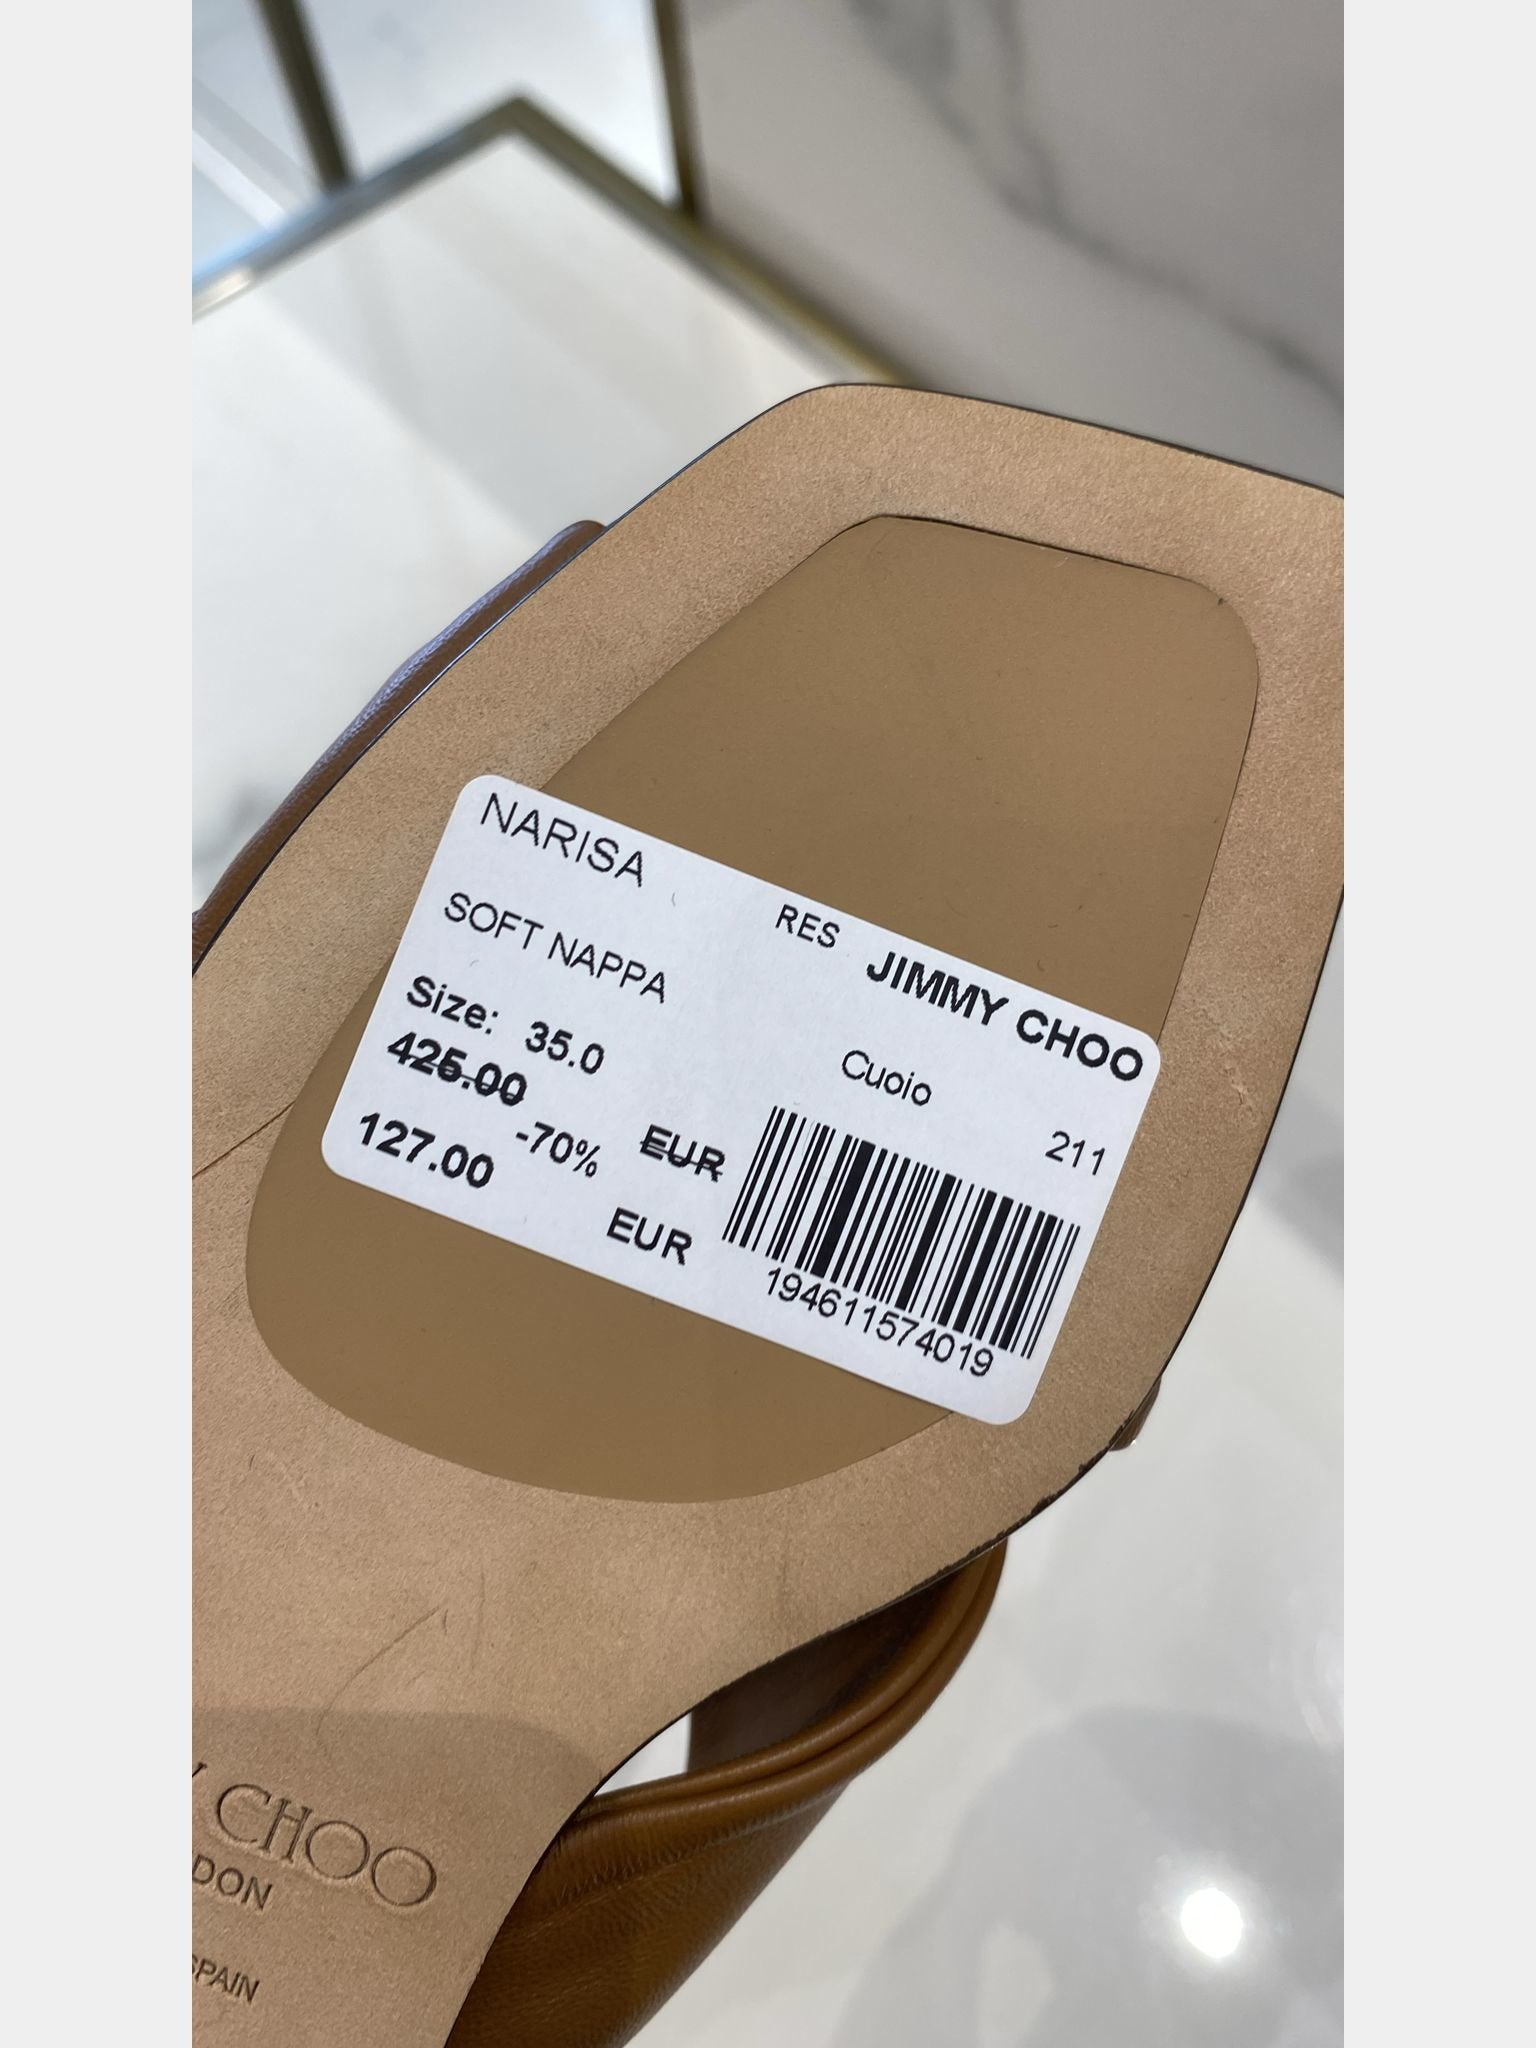 NARISA
RES
JIMMY CHOO
SOFT NAPPA
Cuoio
Size: 35.0
211
425.00 EUR
-70%
127.00 EUR
194611574019
CHOO
DON
SPAIN